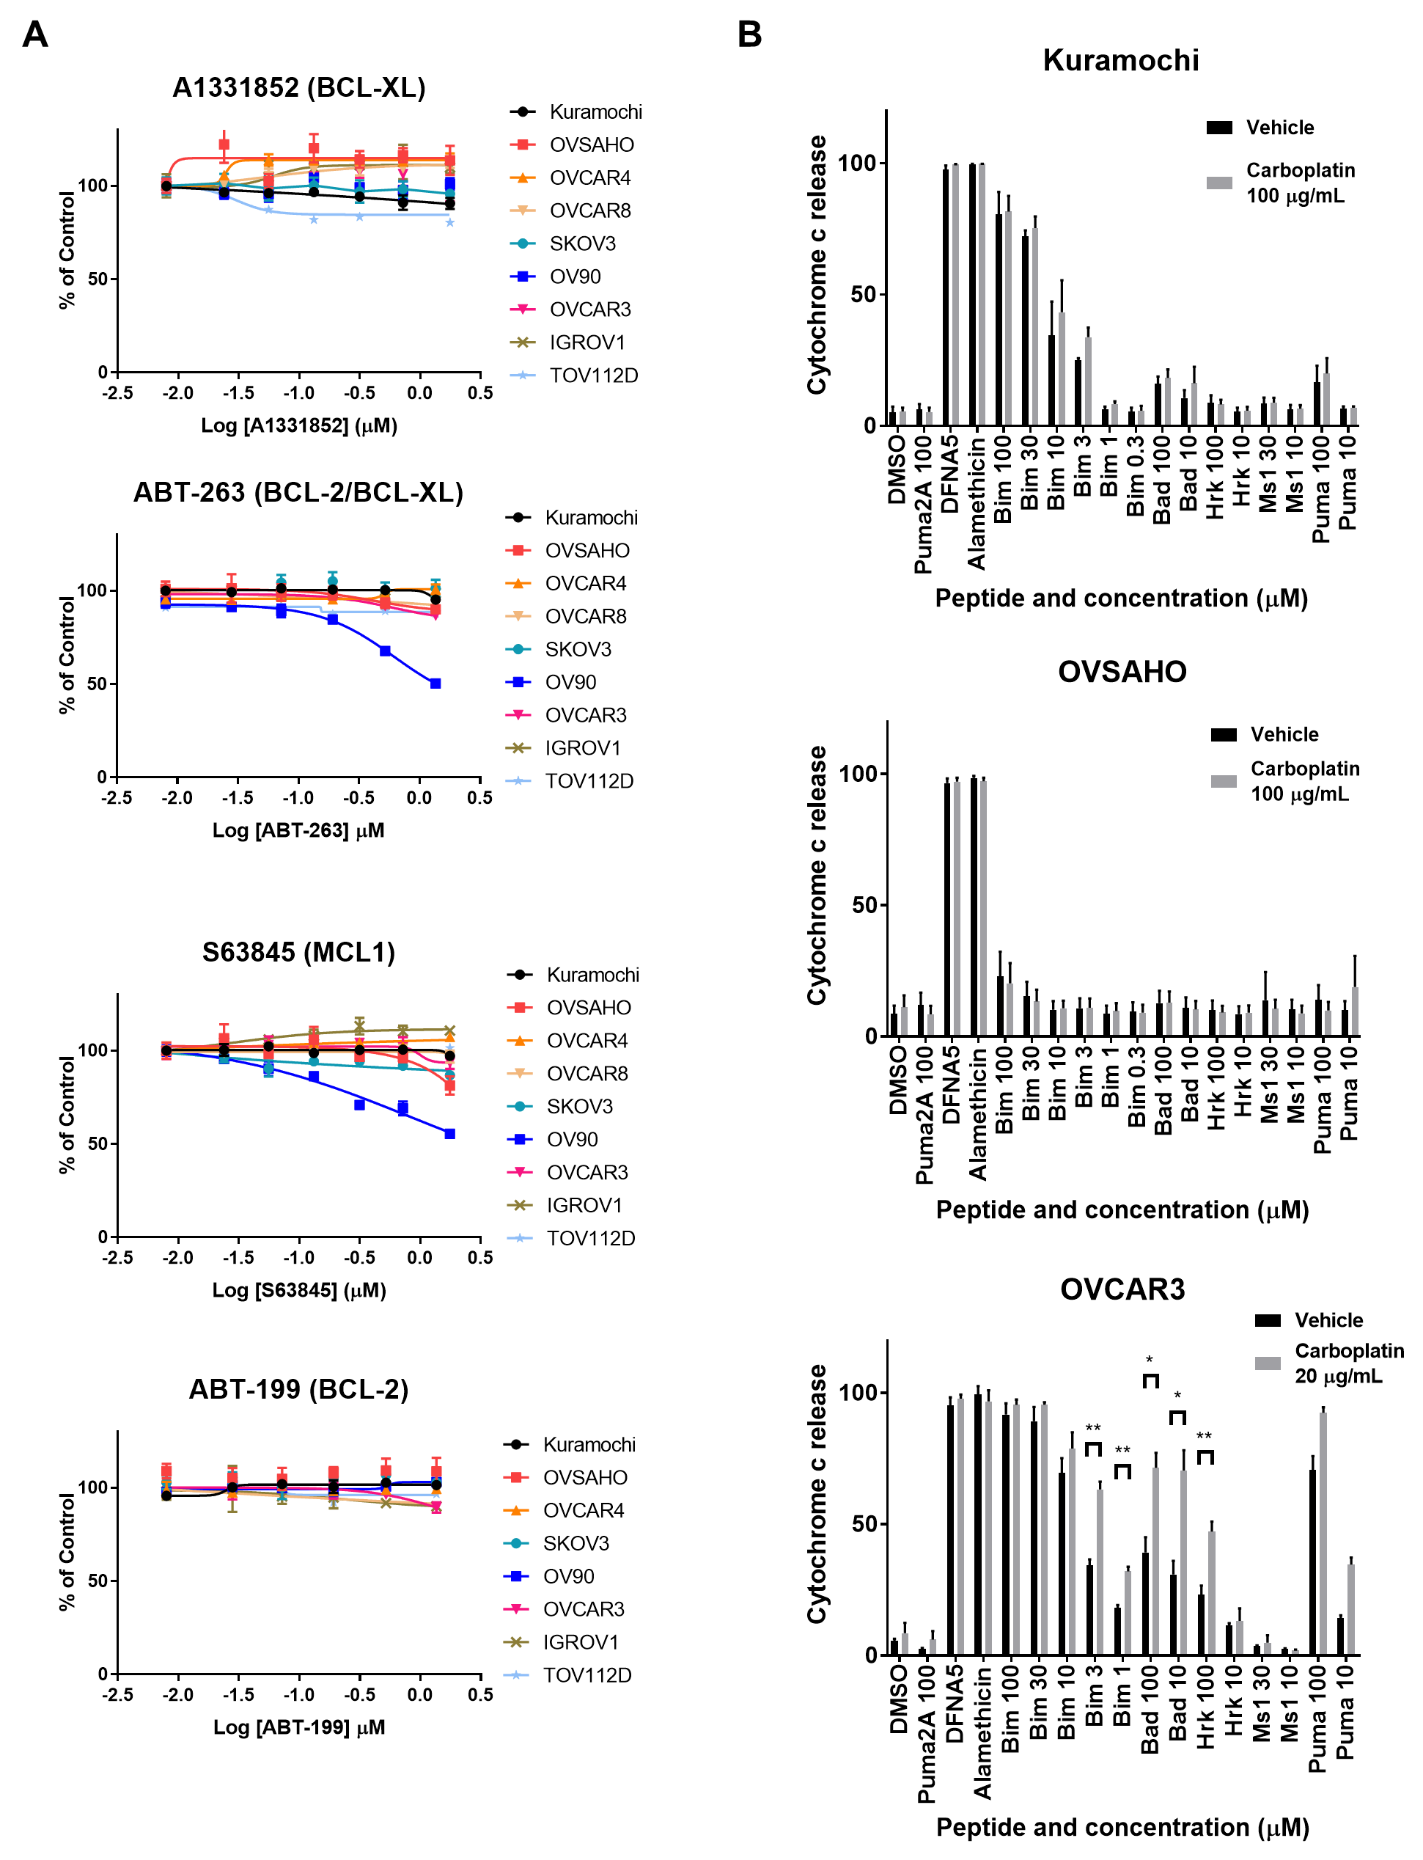 A
A1331852 (BCL-XL)
% of Control
100
50
0
-2.5 -2.0 -1.5 -1.0 -0.5 0.0 0.5
Log [A1331852] (μM)
Kuramochi
OVSAHO
OVCAR4
OVCAR8
SKOV3
OV90
OVCAR3
IGROV1
TOV112D
ABT-263 (BCL-2/BCL-XL)
% of Control
100
50
0
-2.5 -2.0 -1.5 -1.0 -0.5 0.0 0.5
Log [ABT-263] μM
Kuramochi
OVSAHO
OVCAR4
OVCAR8
SKOV3
OV90
OVCAR3
IGROV1
TOV112D
S63845 (MCL1)
% of Control
100
50
0
-2.5 -2.0 -1.5 -1.0 -0.5 0.0 0.5
Log [S63845] (μM)
Kuramochi
OVSAHO
OVCAR4
OVCAR8
SKOV3
OV90
OVCAR3
IGROV1
TOV112D
ABT-199 (BCL-2)
% of Control
100
50
0
-2.5 -2.0 -1.5 -1.0 -0.5 0.0 0.5
Log [ABT-199] μM
Kuramochi
OVSAHO
OVCAR4
SKOV3
OV90
OVCAR3
IGROV1
TOV112D
B
Kuramochi
Vehicle
Carboplatin
100 μg/mL
Cytochrome c release
100
50
0
DMSO
Puma2A 100
DFNA5
Alamethicin
Bim 100
Bim 30
Bim 10
Bim 3
Bim 1
Bim 0.3
Bad 100
Bad 10
Hrk 100
Hrk 10
Ms1 30
Ms1 10
Puma 100
Puma 10
Peptide and concentration (μM)
OVSAHO
Vehicle
Carboplatin
100 μg/mL
Cytochrome c release
100
50
0
DMSO
Puma2A 100
DFNA5
Alamethicin
Bim 100
Bim 30
Bim 10
Bim 3
Bim 1
Bim 0.3
Bad 100
Bad 10
Hrk 100
Hrk 10
Ms1 30
Ms1 10
Puma 100
Puma 10
Peptide and concentration (μM)
OVCAR3
Vehicle
Carboplatin
20 μg/mL
Cytochrome c release
100
50
0
**
**
*
*
**
DMSO
Puma2A 100
DFNA5
Alamethicin
Bim 100
Bim 30
Bim 10
Bim 3
Bim 1
Bad 100
Bad 10
Hrk 100
Hrk 10
Ms1 30
Ms1 10
Puma 100
Puma 10
Peptide and concentration (μM)